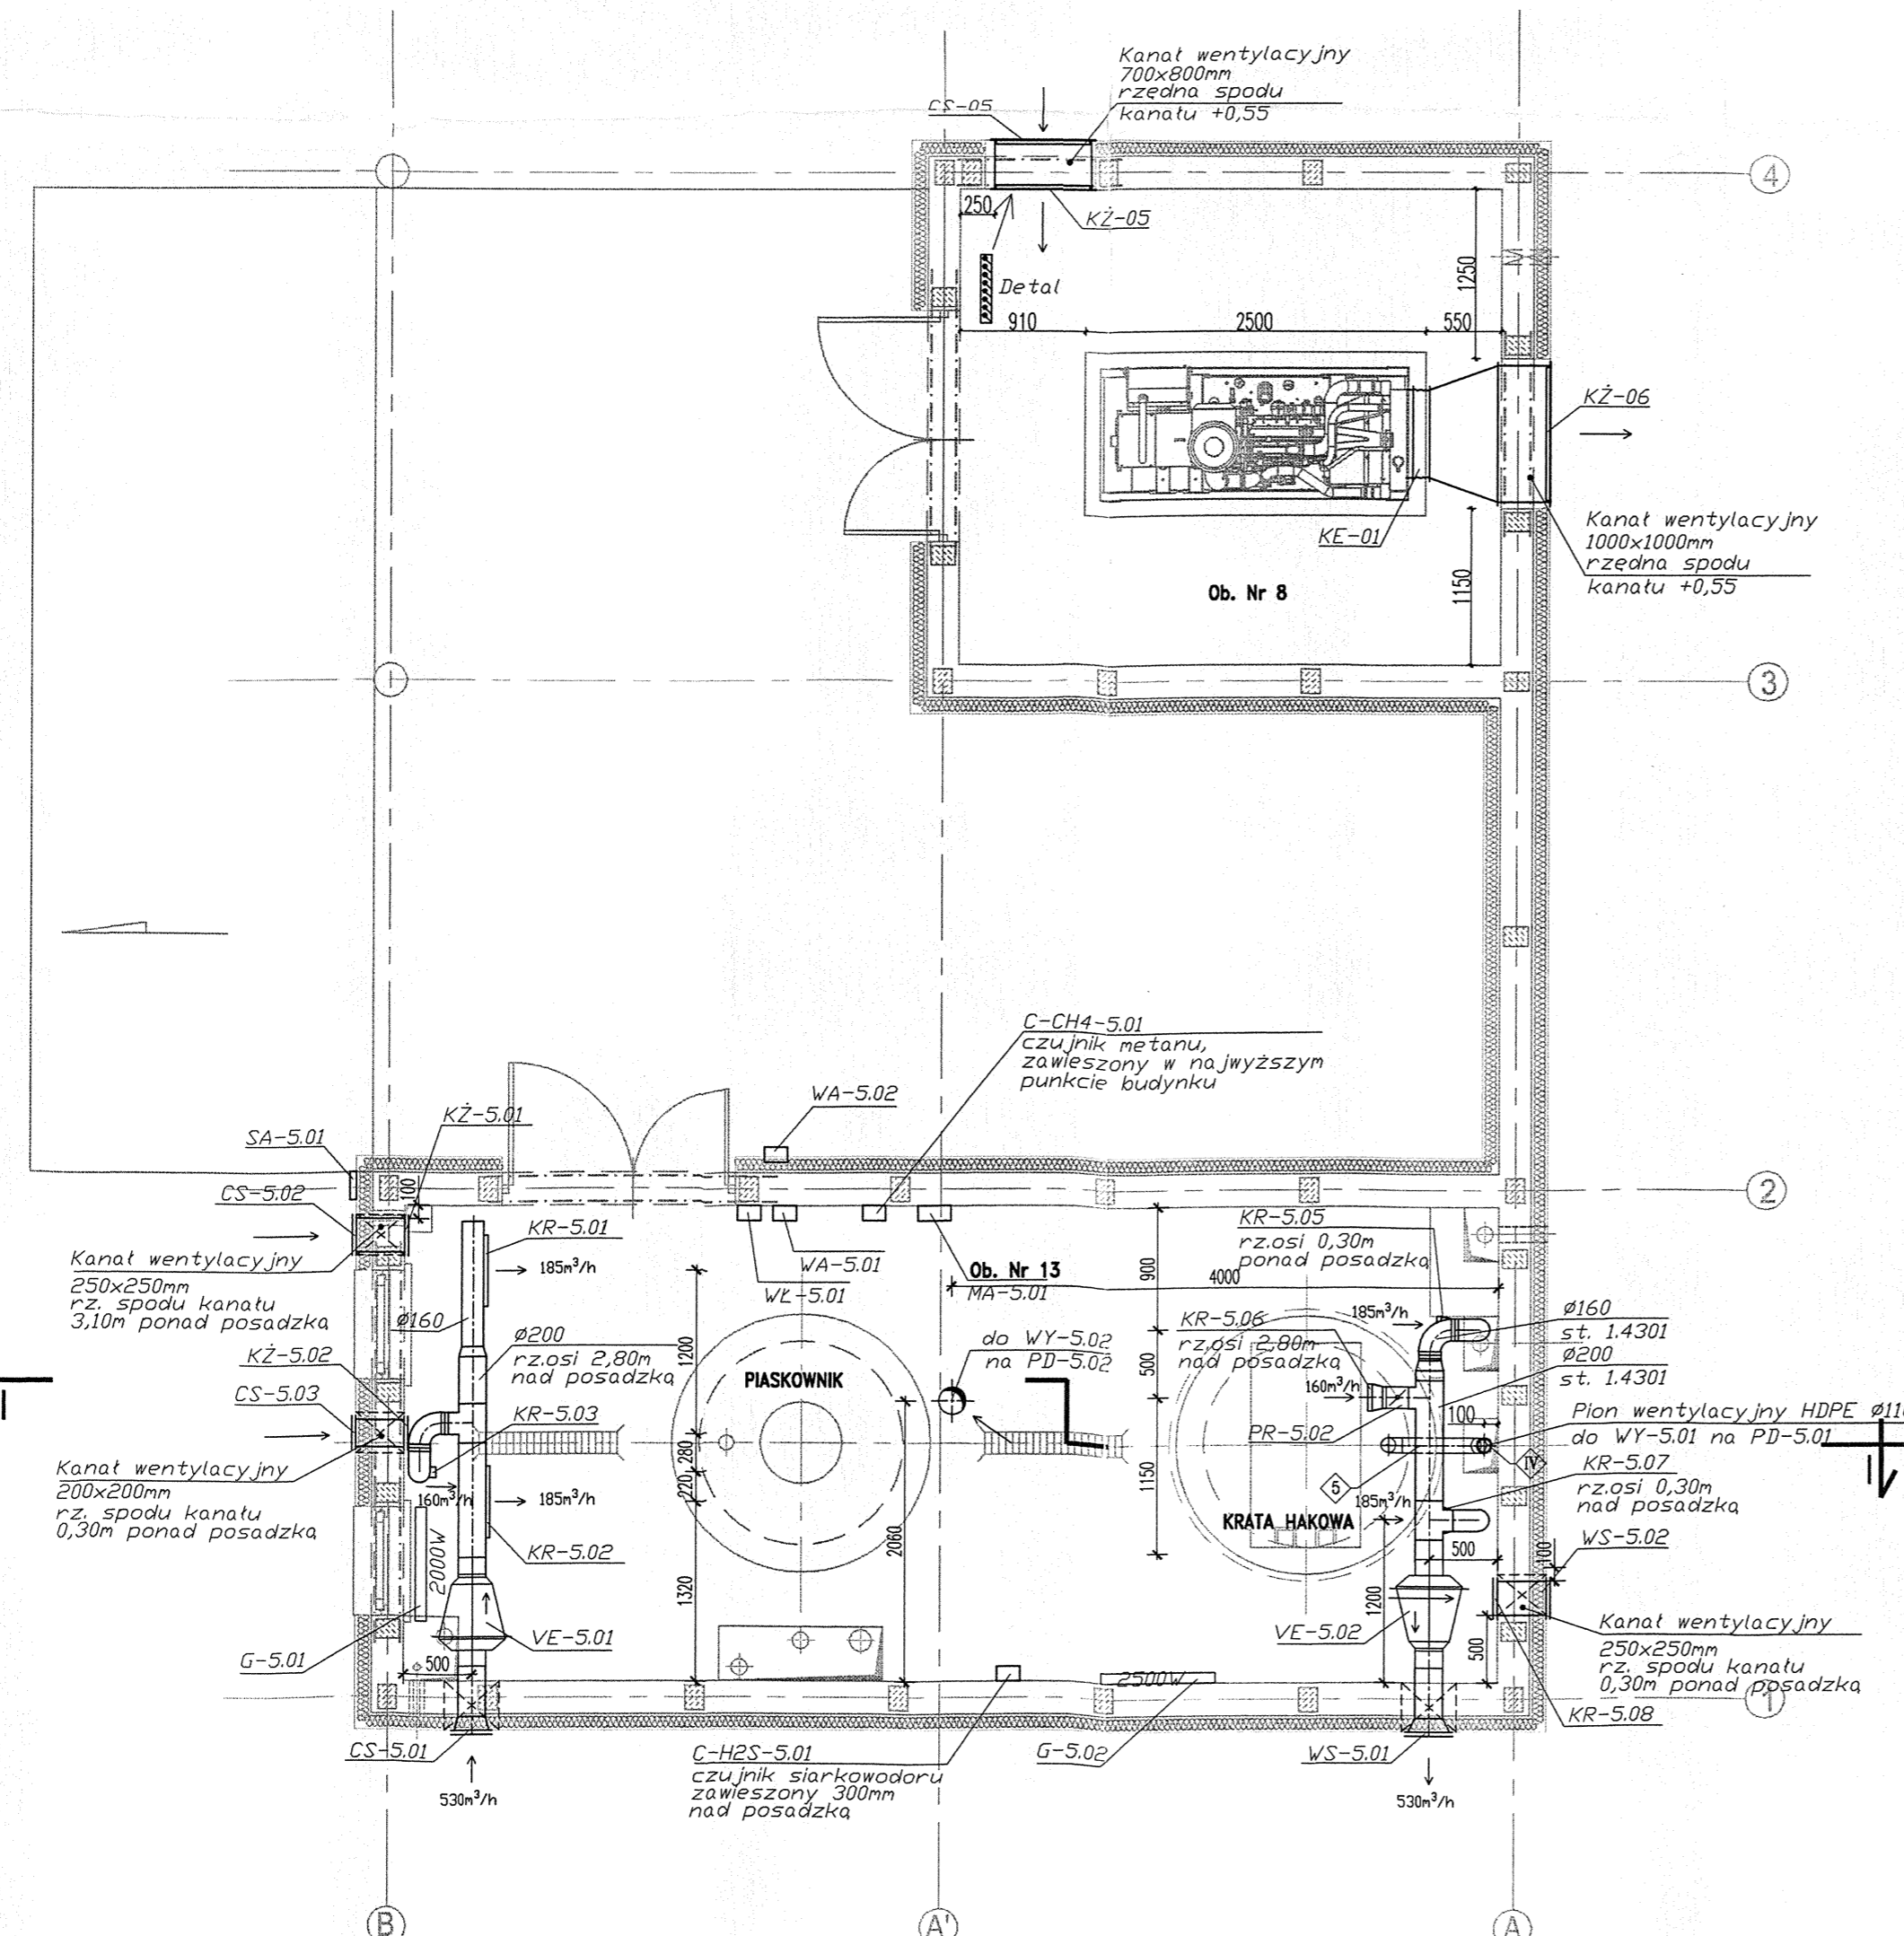 Kanał wentylacyjny
700x800mm
rzędna spodu
kanału +0,55
CS-05
4
250
KŻ-05
1250
Detal
910
2500
550
KŻ-06
KE-01
Kanał wentylacyjny
1000x1000mm
rzędna spodu
kanału +0,55
1150
Ob. Nr 8
3
C-CH4-5.01
czujnik metanu,
zawieszony w najwyższym
punkcie budynku
WA-5.02
KŻ-5.01
SA-5.01
100
CS-5.02
2
Kanał wentylacyjny
250x250mm
rz. spodu kanału
3,10m ponad posadzką
KR-5.01
185m³/h
WA-5.01
WŁ-5.01
Ob. Nr 13
MA-5.01
KR-5.05
rz.osi 0,30m
ponad posadzką
900
4000
Ø160
Ø200
rz.osi 2,80m
nad posadzką
1200
PIASKOWNIK
do WY-5.02
na PD-5.02
KR-5.06
rz.osi 2,80m
nad posadzką
500
185m³/h
160m³/h
Ø160
st. 1.4301
Ø200
st. 1.4301
KŻ-5.02
CS-5.03
KR-5.03
Kanał wentylacyjny
200x200mm
rz. spodu kanału
0,30m ponad posadzką
160m³/h
185m³/h
280
220
KR-5.02
2000W
1320
2060
1150
PR-5.02
100
Pion wentylacyjny HDPE Ø110
do WY-5.01 na PD-5.01
IV
5
KR-5.07
rz.osi 0,30m
nad posadzką
185m³/h
KRATA HAKOWA
500
100
WS-5.02
1200
VE-5.01
VE-5.02
G-5.01
500
500
Kanał wentylacyjny
250x250mm
rz. spodu kanału
0,30m ponad posadzką
2500W
1
KR-5.08
CS-5.01
530m³/h
C-H2S-5.01
czujnik siarkowodoru
zawieszony 300mm
nad posadzką
G-5.02
WS-5.01
530m³/h
I
I
B
A'
A